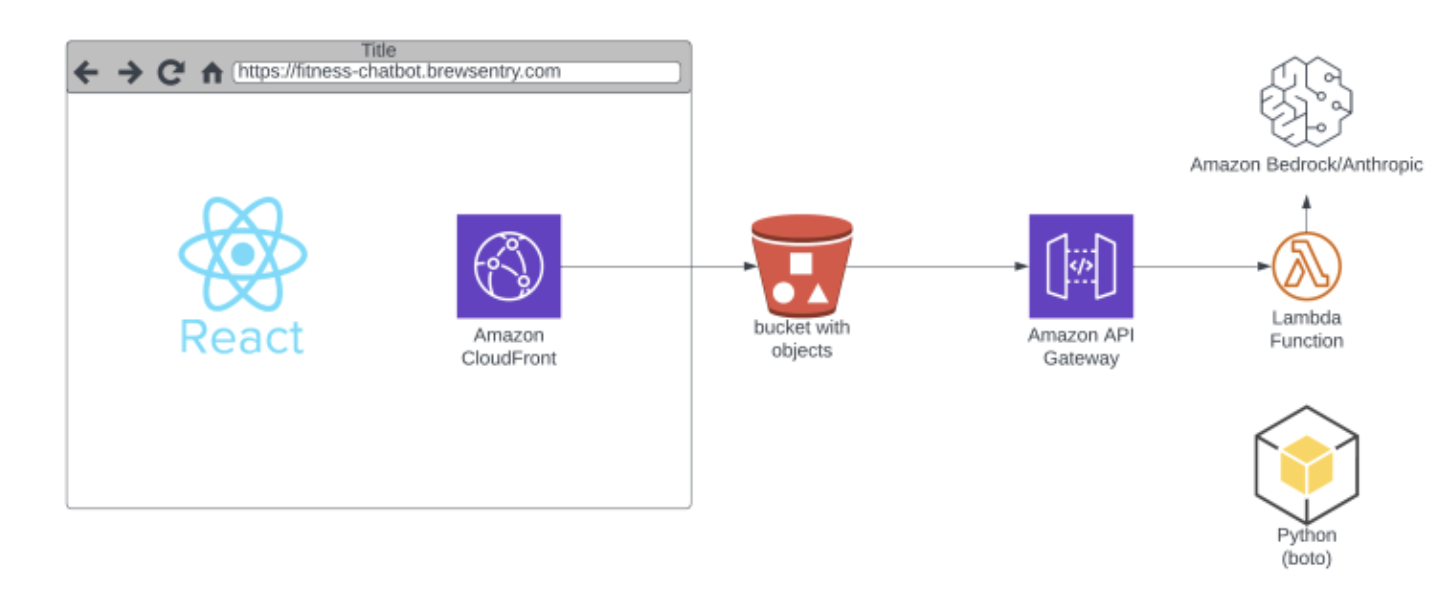 Title
https://fitness-chatbot.brewsentry.com
Amazon Bedrock/Anthropic
React
Amazon
CloudFront
bucket with
objects
Amazon API
Gateway
</>
Lambda
Function
Python
(boto)